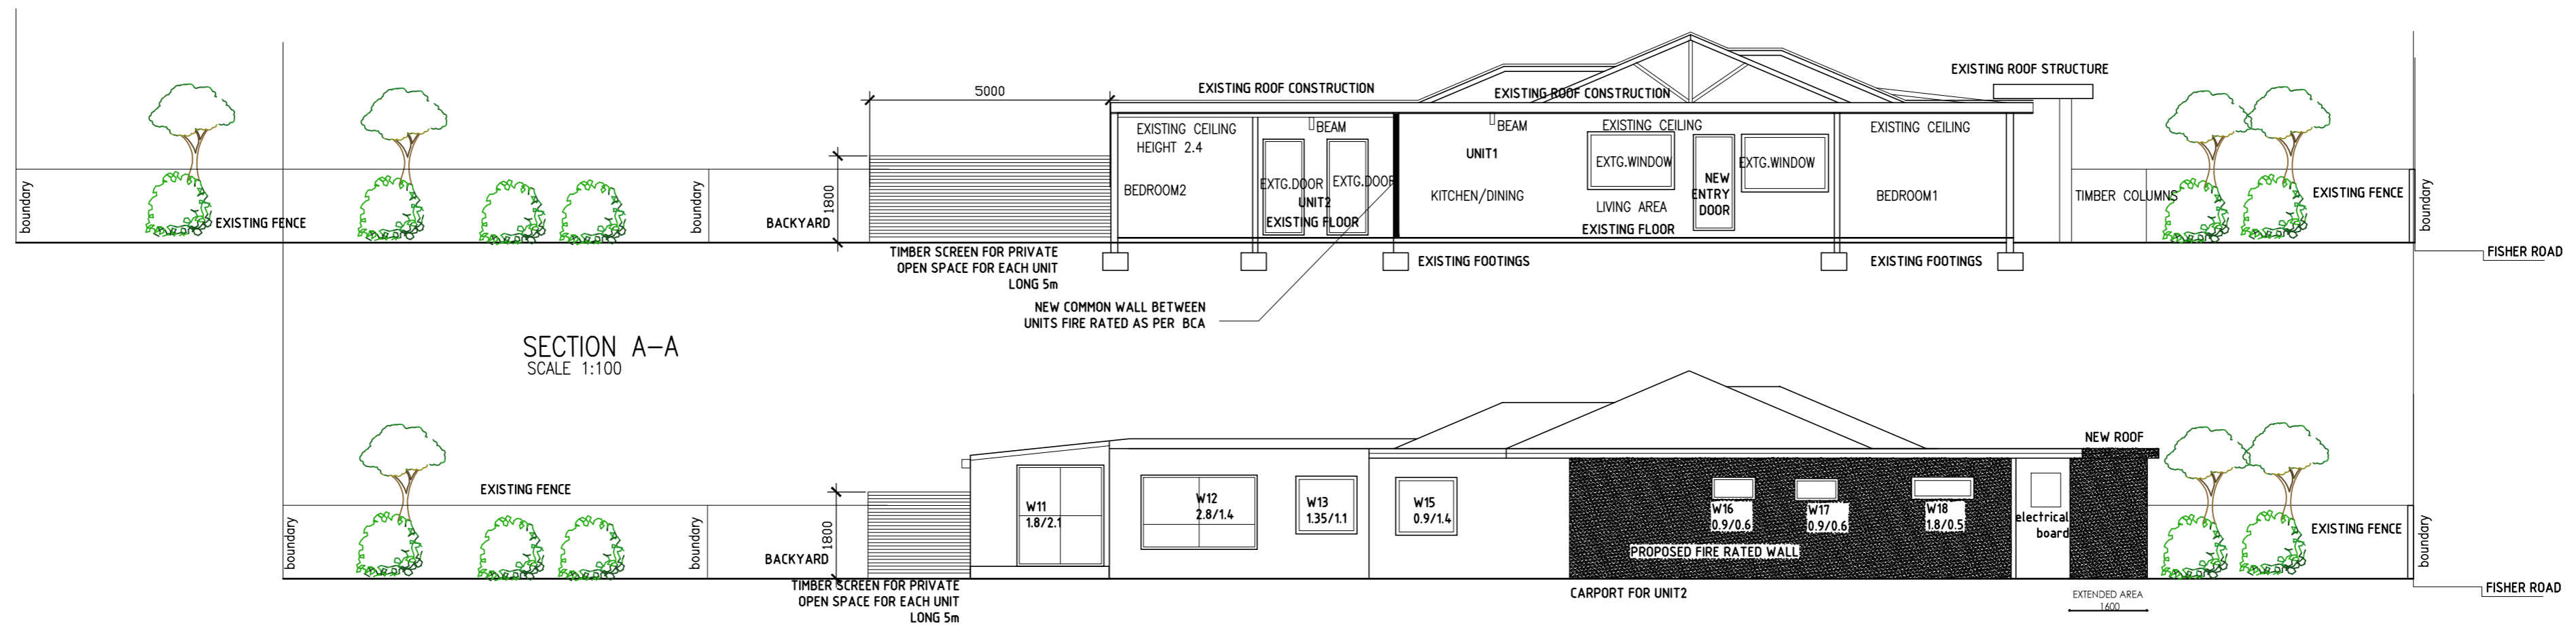 EXISTING ROOF STRUCTURE
5000
EXISTING ROOF CONSTRUCTION
EXISTING ROOF CONSTRUCTION
EXISTING CEILING
HEIGHT 2.4
BEAM
BEAM
EXISTING CEILING
EXISTING CEILING
UNIT1
EXTG.WINDOW
EXTG.WINDOW
boundary
EXISTING FENCE
boundary
BACKYARD
1800
BEDROOM2
EXTG.DOOR
EXTG.DOOR
UNIT2
EXISTING FLOOR
KITCHEN/DINING
LIVING AREA
EXISTING FLOOR
NEW
ENTRY
DOOR
BEDROOM1
TIMBER COLUMNS
EXISTING FENCE
boundary
FISHER ROAD
TIMBER SCREEN FOR PRIVATE
OPEN SPACE FOR EACH UNIT
LONG 5m
EXISTING FOOTINGS
EXISTING FOOTINGS
NEW COMMON WALL BETWEEN
UNITS FIRE RATED AS PER BCA
SECTION A-A
SCALE 1:100
NEW ROOF
EXISTING FENCE
boundary
boundary
BACKYARD
1800
W11
1.8/2.1
W12
2.8/1.4
W13
1.35/1.1
W15
0.9/1.4
W16
0.9/0.6
W17
0.9/0.6
W18
1.8/0.5
electrical
board
PROPOSED FIRE RATED WALL
EXISTING FENCE
boundary
FISHER ROAD
TIMBER SCREEN FOR PRIVATE
OPEN SPACE FOR EACH UNIT
LONG 5m
CARPORT FOR UNIT2
EXTENDED AREA
1600